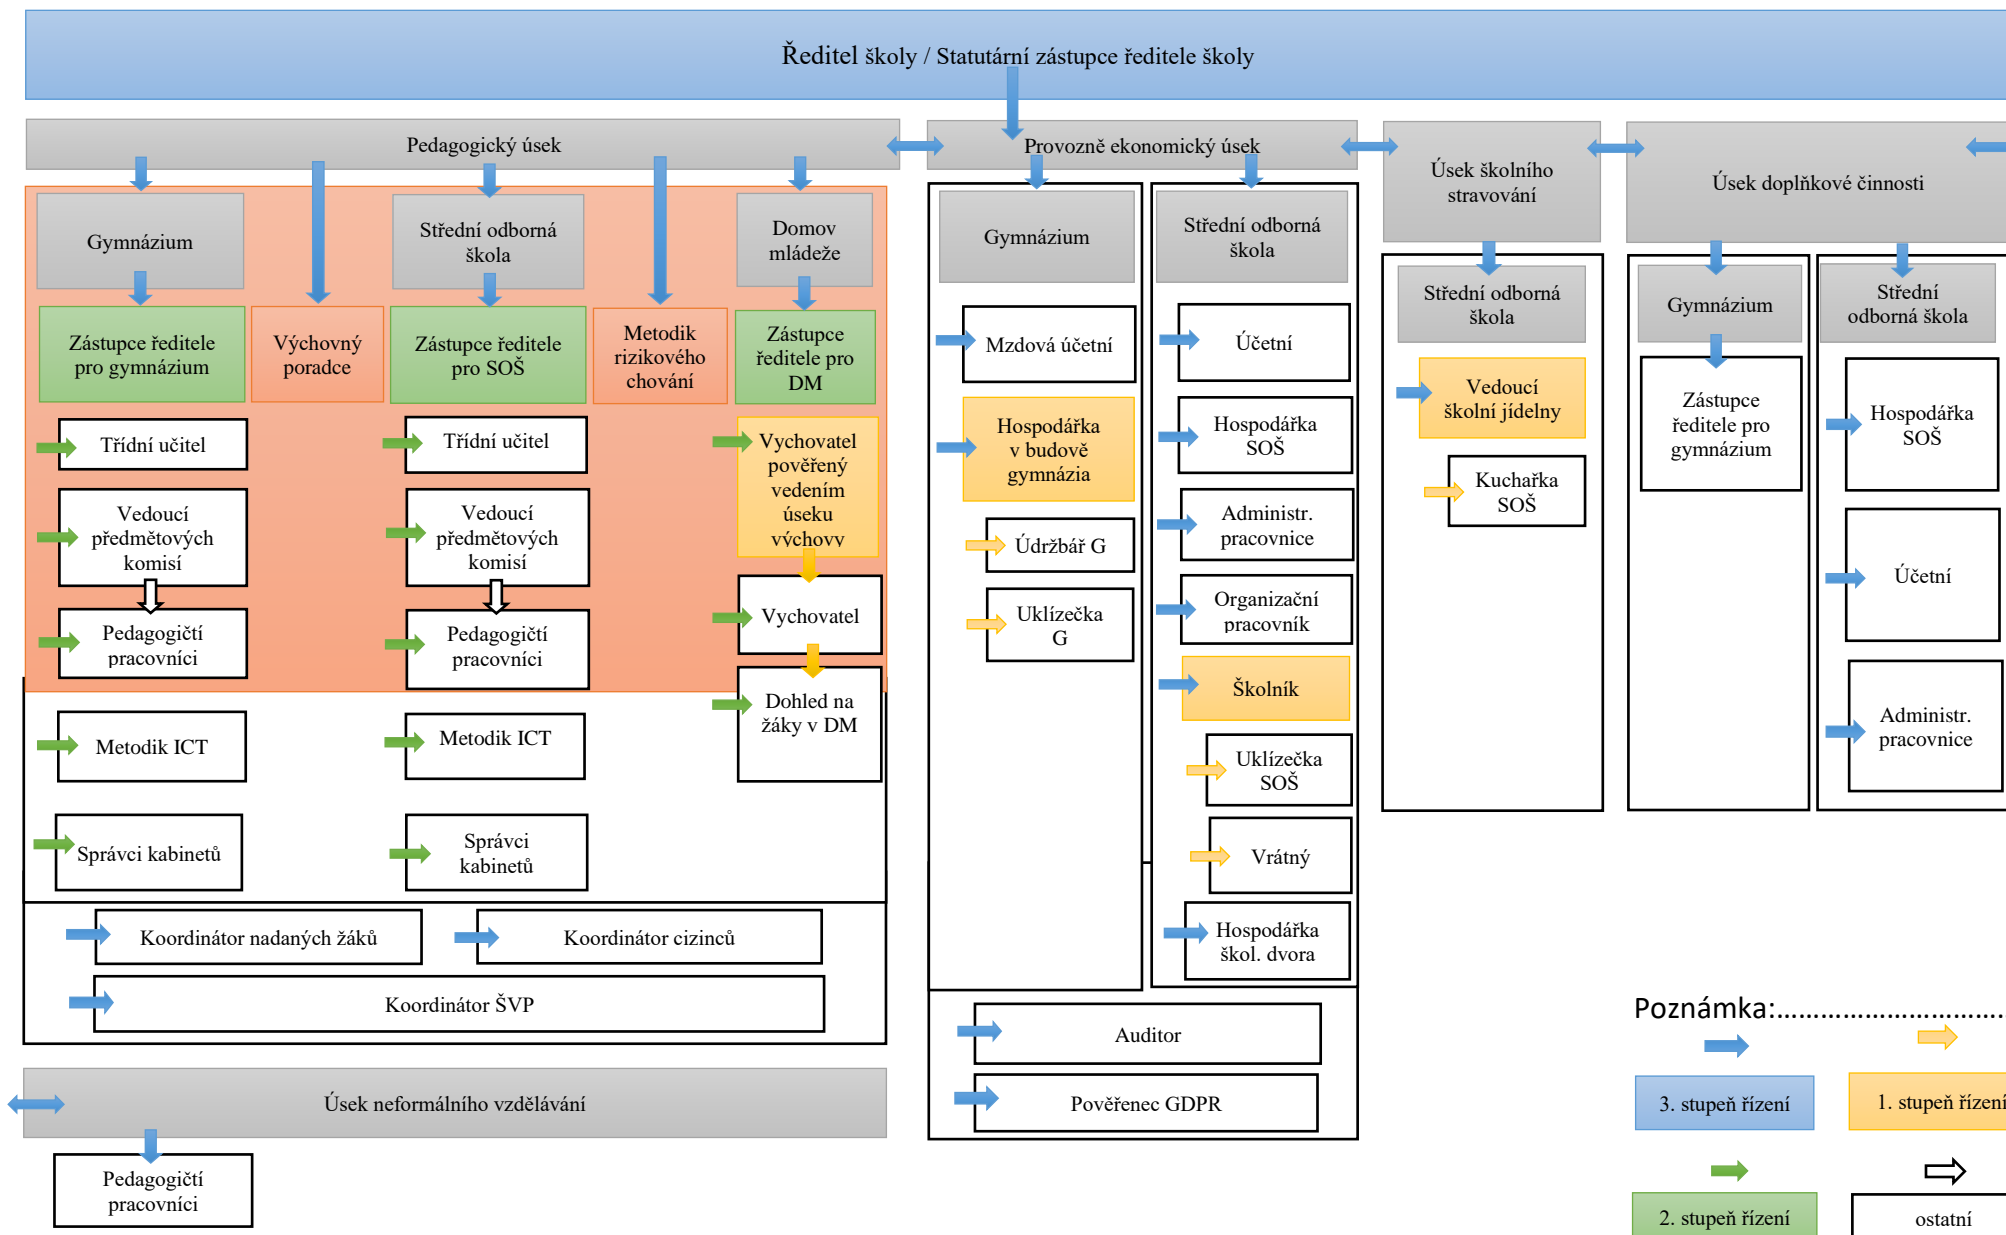 Ředitel školy / Statutární zástupce ředitele školy
Pedagogický úsek
Provozně ekonomický úsek
Úsek školního
stravování
Úsek doplňkové činnosti
Gymnázium
Střední odborná
škola
Domov
mládeže
Zástupce ředitele
pro gymnázium
Výchovný
poradce
Zástupce ředitele
pro SOŠ
Metodik
rizikového
chování
Zástupce
ředitele pro
DM
Třídní učitel
Vedoucí
předmětových
komisí
Pedagogičtí
pracovníci
Metodik ICT
Správci kabinetů
Třídní učitel
Vedoucí
předmětových
komisí
Pedagogičtí
pracovníci
Metodik ICT
Správci
kabinetů
Vychovatel
pověřený
vedením
úseku
výchovy
Vychovatel
Dohled na
žáky v DM
Koordinátor nadaných žáků
Koordinátor cizinců
Koordinátor ŠVP
Gymnázium
Mzdová účetní
Hospodářka
v budově
gymnázia
Údržbář G
Uklízečka
G
Střední odborná
škola
Účetní
Hospodářka
SOŠ
Administr.
pracovnice
Organizační
pracovník
Školník
Uklízečka
SOŠ
Vrátný
Hospodářka
škol. dvora
Auditor
Pověřenec GDPR
Střední odborná
škola
Vedoucí
školní jídelny
Kuchařka
SOŠ
Gymnázium
Zástupce
ředitele pro
gymnázium
Střední
odborná škola
Hospodářka
SOŠ
Účetní
Administr.
pracovnice
Úsek neformálního vzdělávání
Pedagogičtí
pracovníci
Poznámka:...............................
3. stupeň řízení
1. stupeň řízení
2. stupeň řízení
ostatní